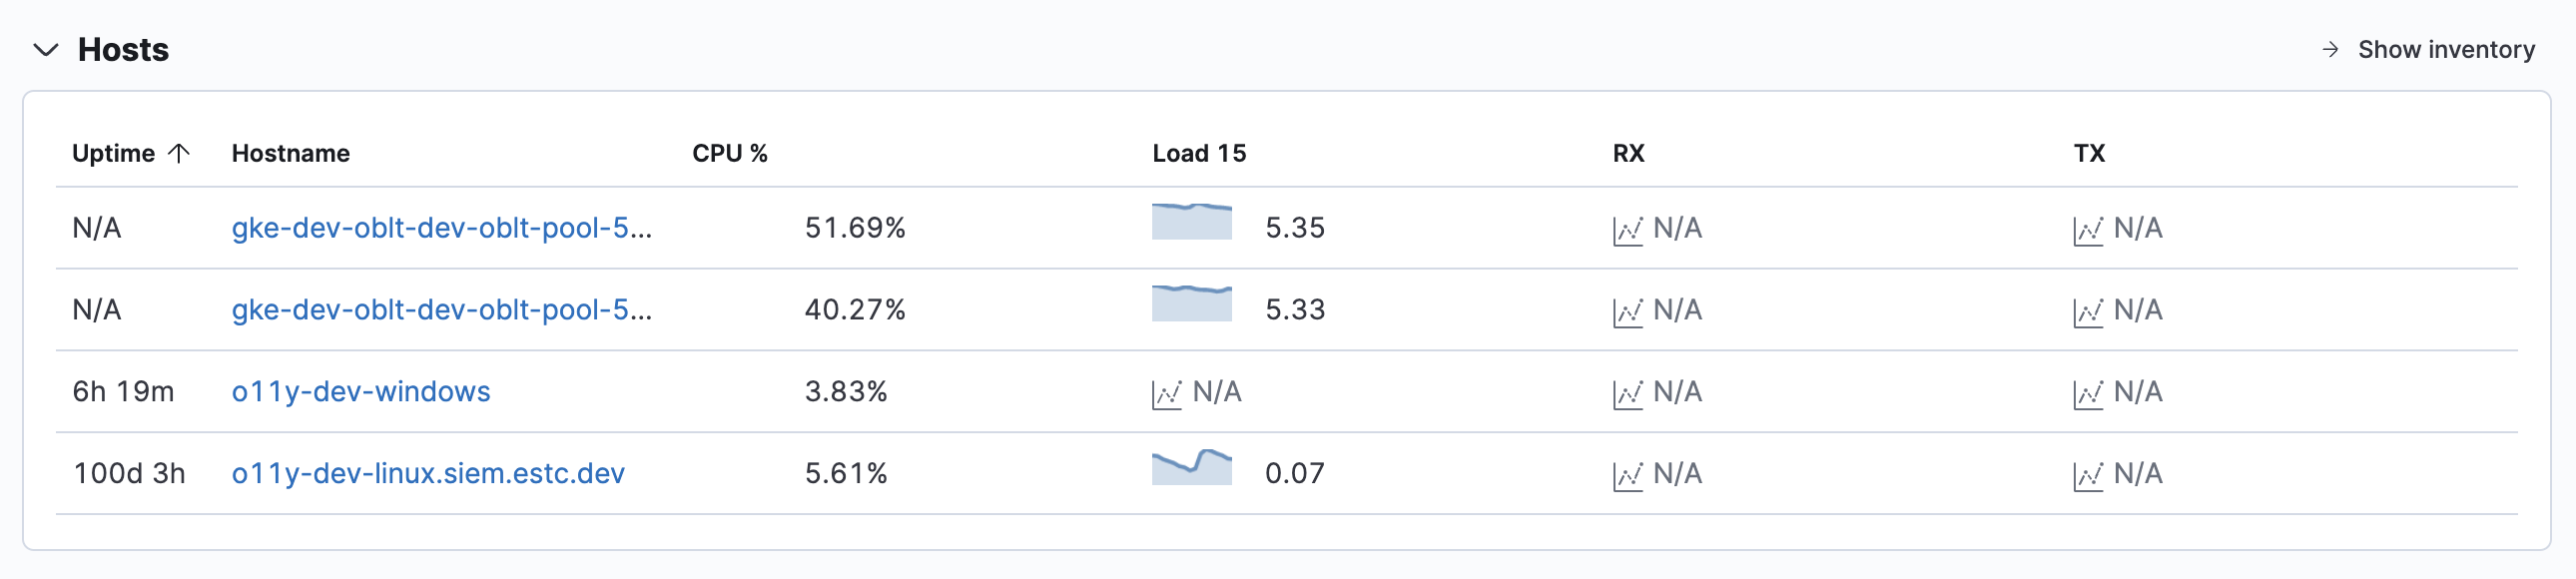 Hosts Show inventory
Uptime Hostname CPU % Load 15 RX TX
N/A gke-dev-oblt-dev-oblt-pool-5... 51.69% 5.35 N/A N/A
N/A gke-dev-oblt-dev-oblt-pool-5... 40.27% 5.33 N/A N/A
6h 19m o11y-dev-windows 3.83% N/A N/A N/A
100d 3h o11y-dev-linux.siem.estc.dev 5.61% 0.07 N/A N/A